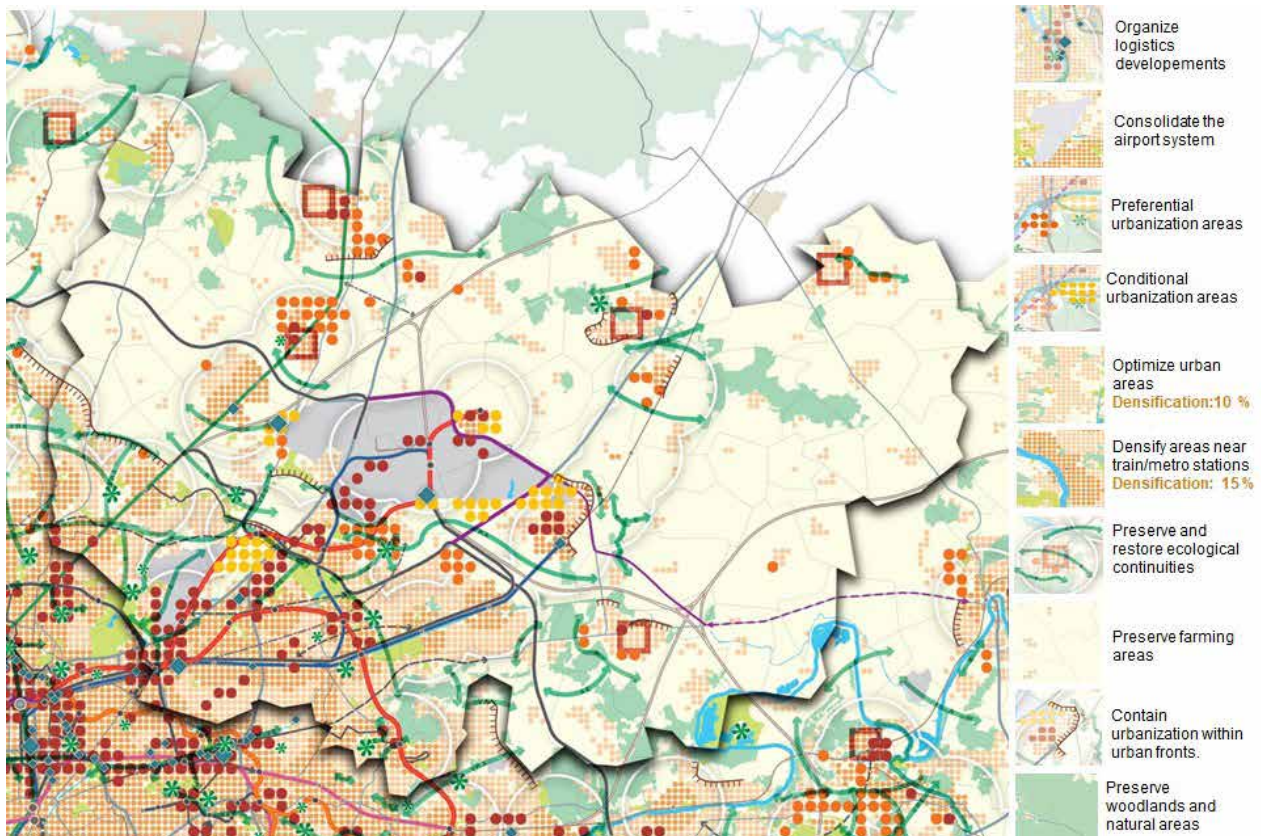 Organize
logistics
developements
Consolidate the
airport system
Preferential
urbanization areas
Conditional
urbanization areas
Optimize urban
areas
Densification:10 %
Densify areas near
train/metro stations
Densification: 15 %
Preserve and
restore ecological
continuities
Preserve farming
areas
Contain
urbanization within
urban fronts.
Preserve
woodlands and
natural areas